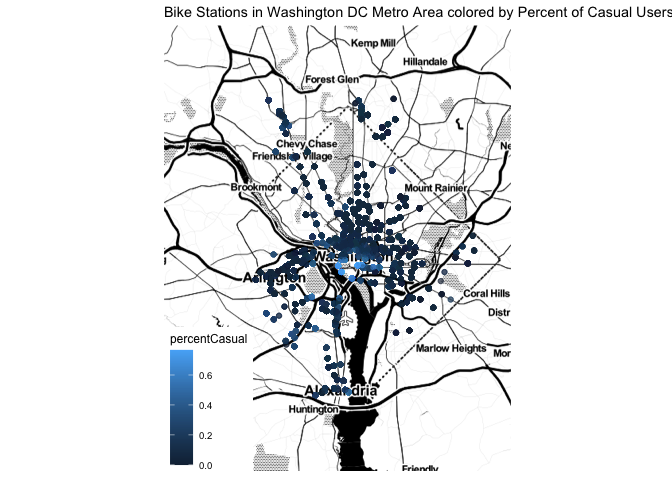 Bike Stations in Washington DC Metro Area colored by Percent of Casual Users
Kemp Mill
Hillandale
Forest Glen
Chevy Chase
Friendship Village
Ne
Brookmont
Mount Rainier
Washington
Arlington
Coral Hills
Distr
percentCasual
Marlow Heights
Mor
0.6
0.4
Alexandria
Huntington
0.2
0.0
Friendly